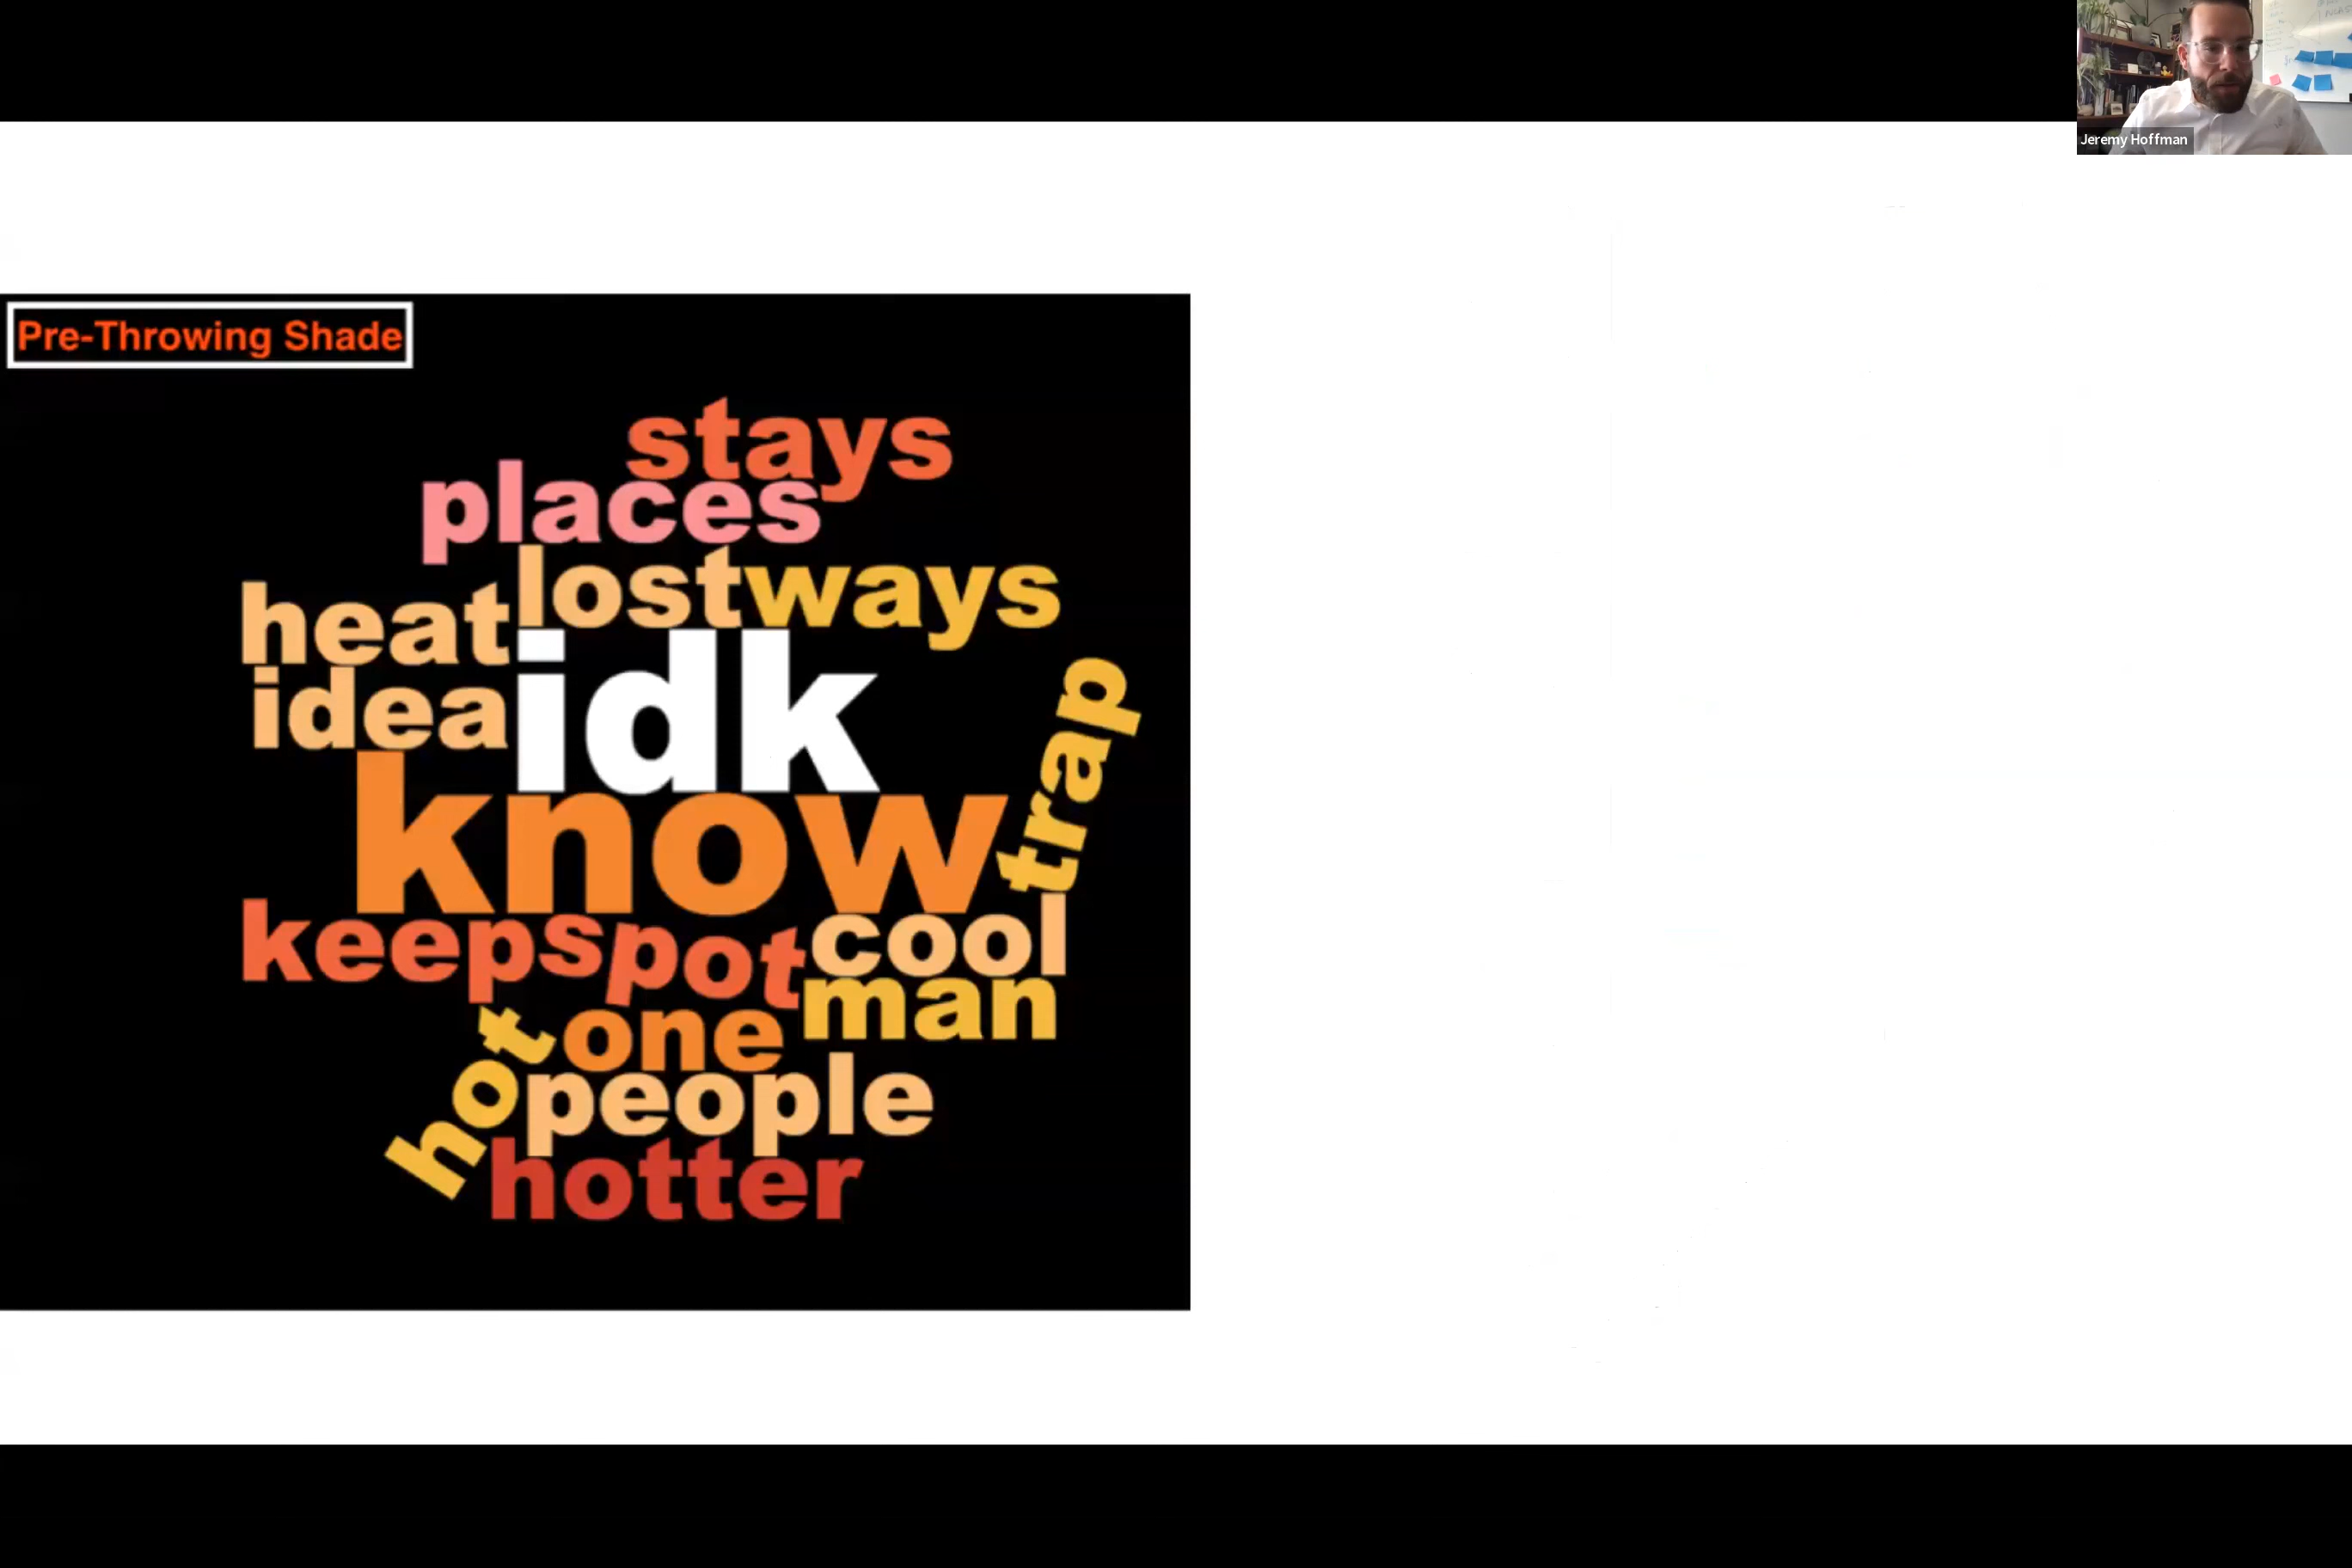 Jeremy Hoffman
Pre-Throwing Shade
stays
places
lost ways
heat
idk
idea
trap
know
keep spot cool
man
one
hot
people
hotter